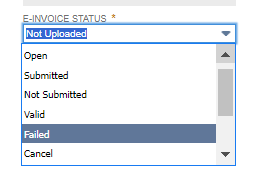 E-INVOICE STATUS *
Not Uploaded
Open
Submitted
Not Submitted
Valid
Failed
Cancel